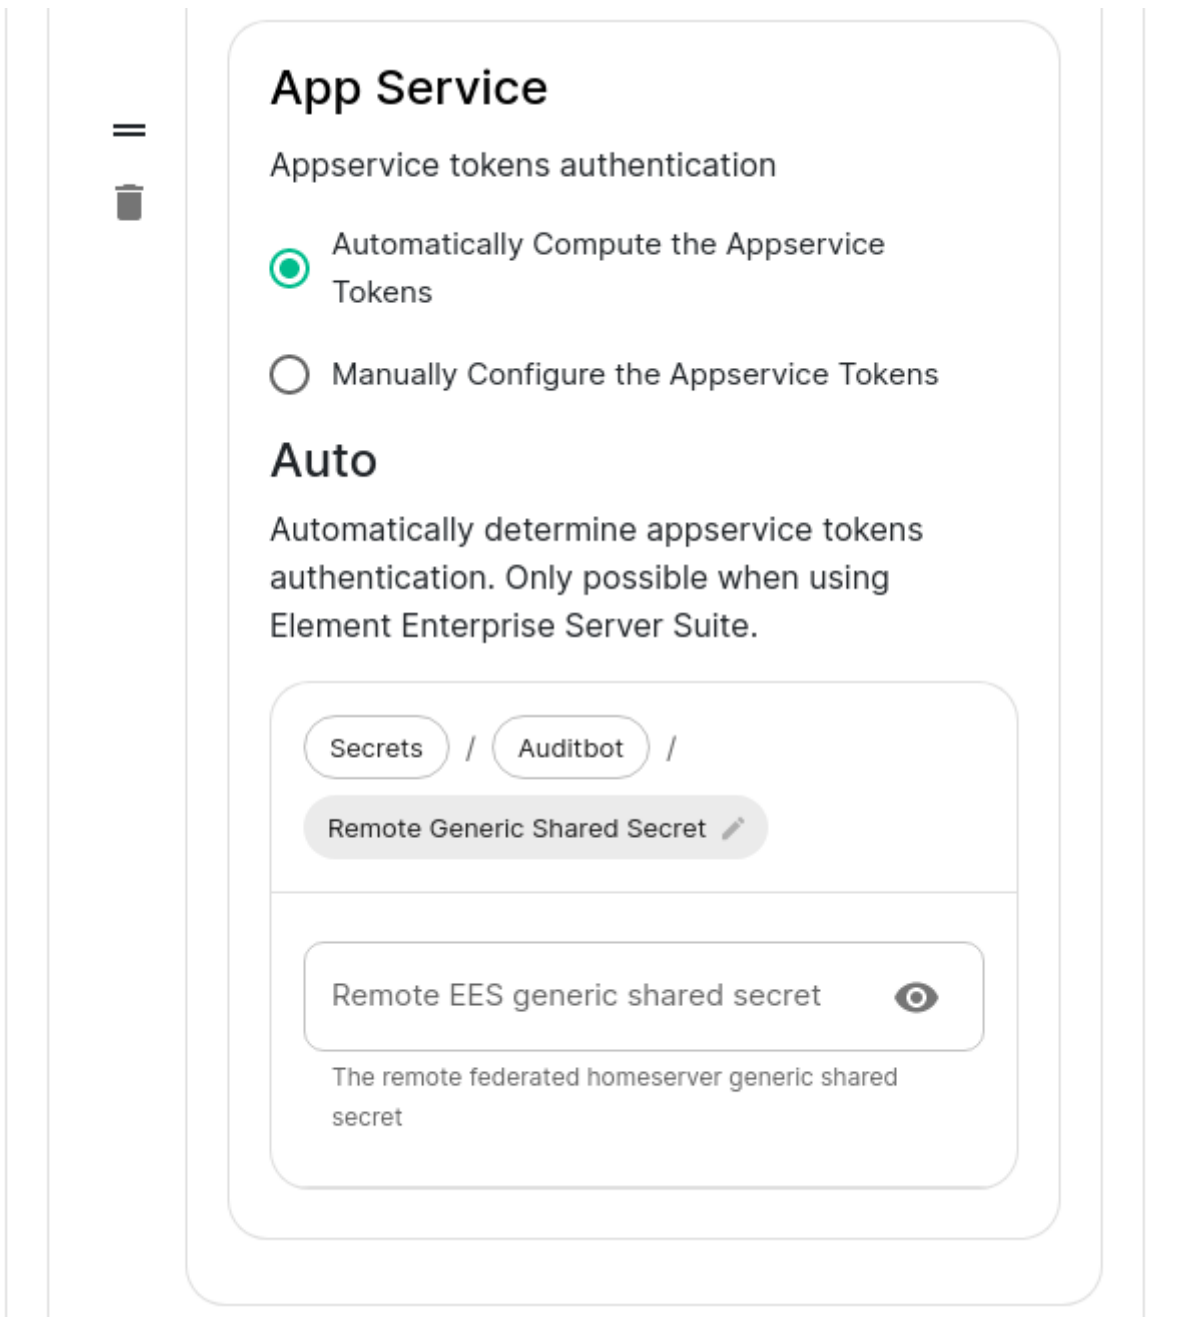 App Service
Appservice tokens authentication
Automatically Compute the Appservice
Tokens
Manually Configure the Appservice Tokens
Auto
Automatically determine appservice tokens
authentication. Only possible when using
Element Enterprise Server Suite.
Secrets / Auditbot /
Remote Generic Shared Secret
Remote EES generic shared secret
The remote federated homeserver generic shared
secret